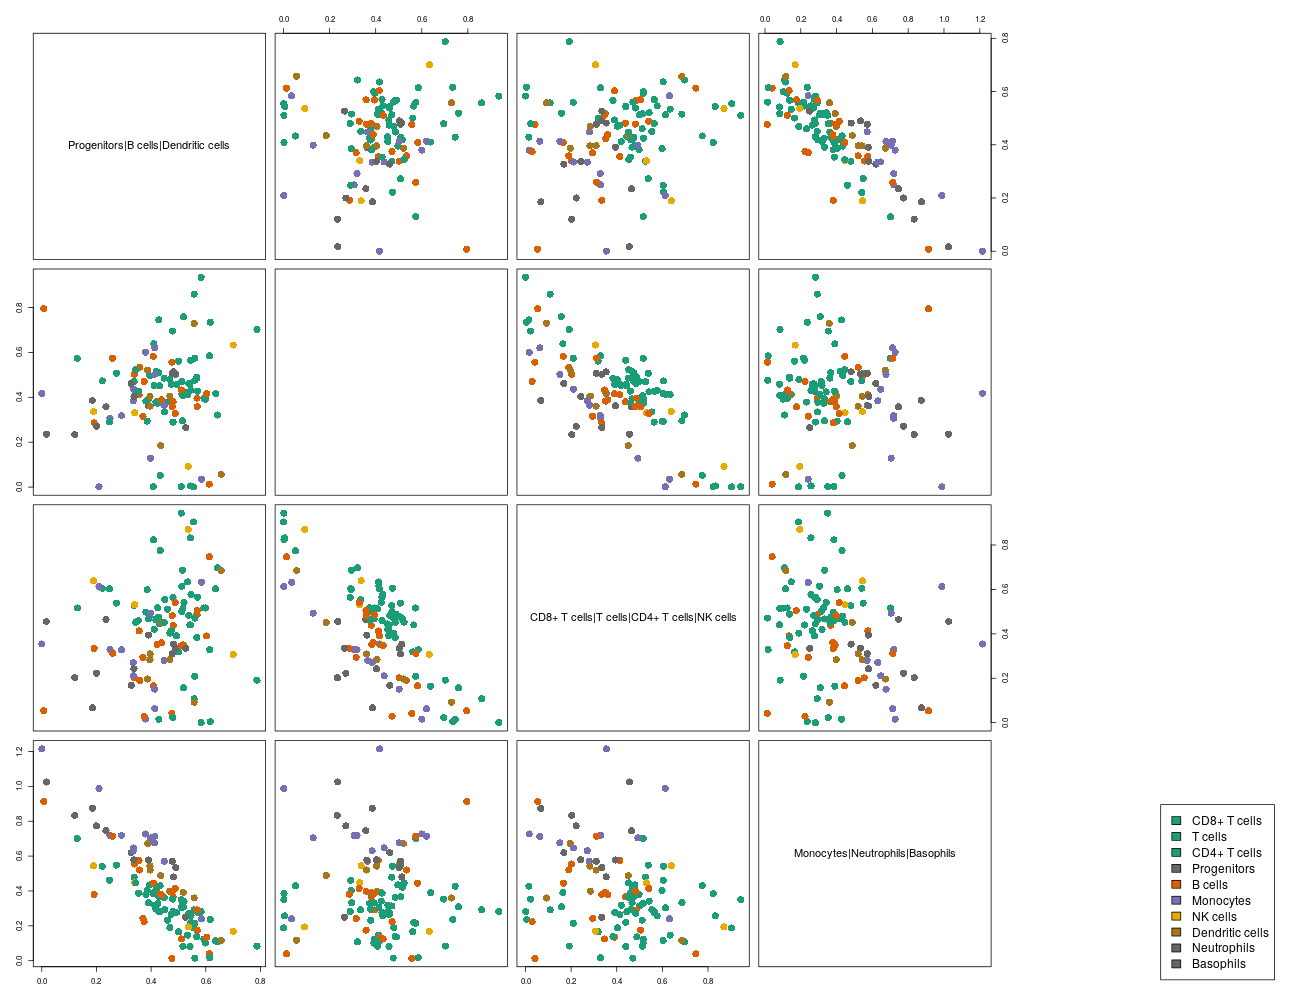 0.0 0.2 0.4 0.6 0.8
0.0 0.2 0.4 0.6 0.8 1.0 1.2
Progenitors|B cells|Dendritic cells
0.0 0.2 0.4 0.6 0.8
0.0 0.2 0.4 0.6 0.8
CD8+ T cells|T cells|CD4+ T cells|NK cells
0.0 0.2 0.4 0.6 0.8
0.0 0.2 0.4 0.6 0.8 1.0 1.2
Monocytes|Neutrophils|Basophils
0.0 0.2 0.4 0.6 0.8
0.0 0.2 0.4 0.6 0.8
CD8+ T cells
T cells
CD4+ T cells
Progenitors
B cells
Monocytes
NK cells
Dendritic cells
Neutrophils
Basophils